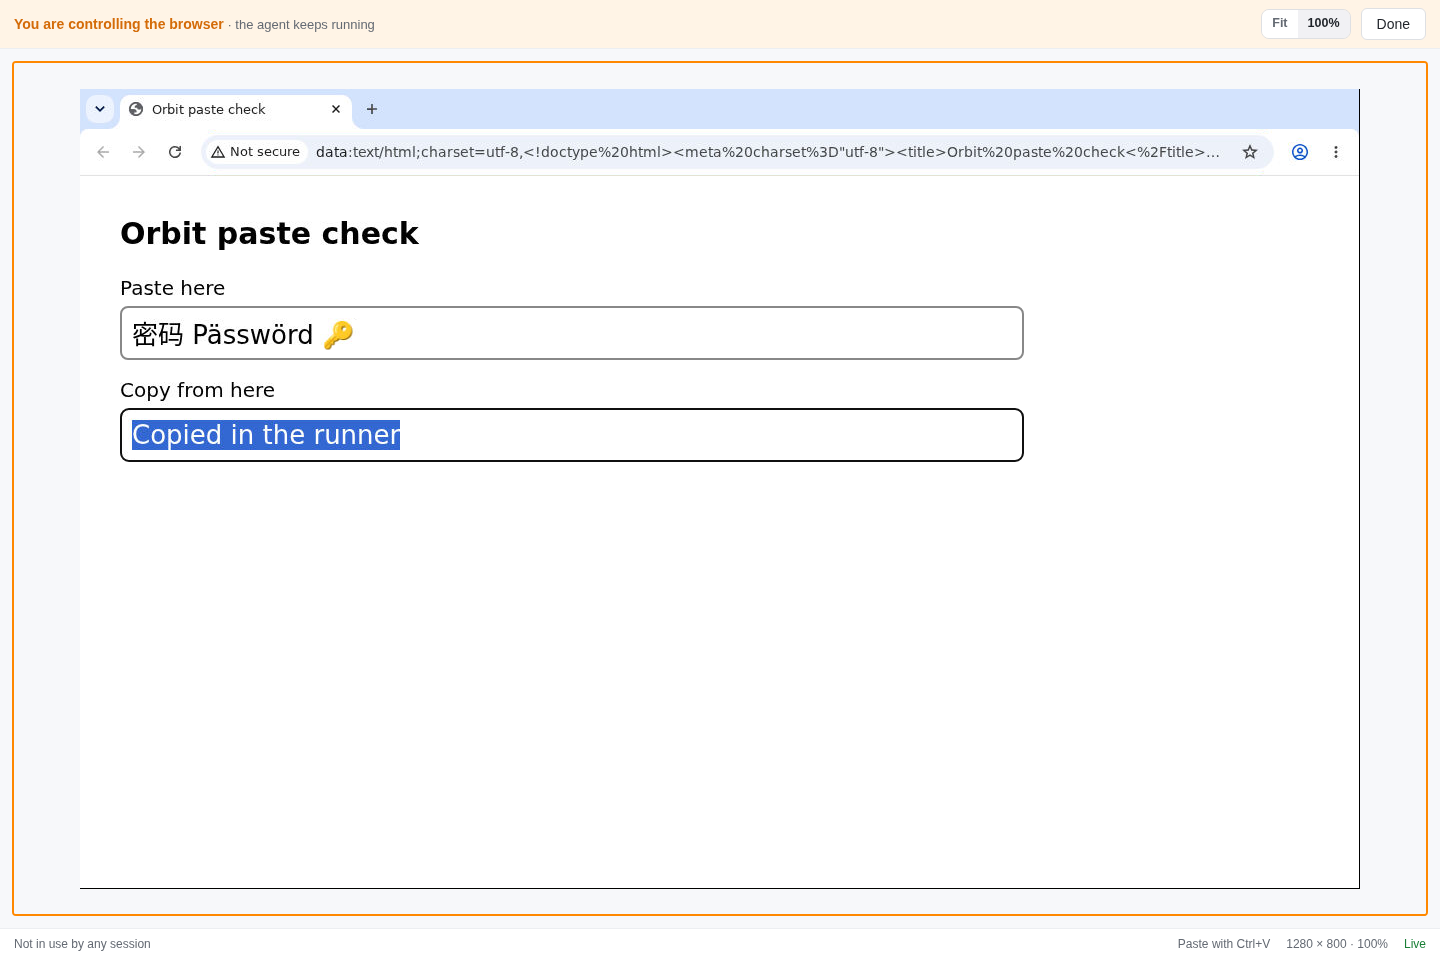 You are controlling the browser · the agent keeps running
Fit
100%
Done
Orbit paste check
Not secure
data:text/html;charset=utf-8,<!doctype%20html><meta%20charset%3D"utf-8"><title>Orbit%20paste%20check<%2Ftitle>...
Orbit paste check
Paste here
密码 Pässwörd 🔑
Copy from here
Copied in the runner
Not in use by any session
Paste with Ctrl+V
1280 × 800 · 100%
Live